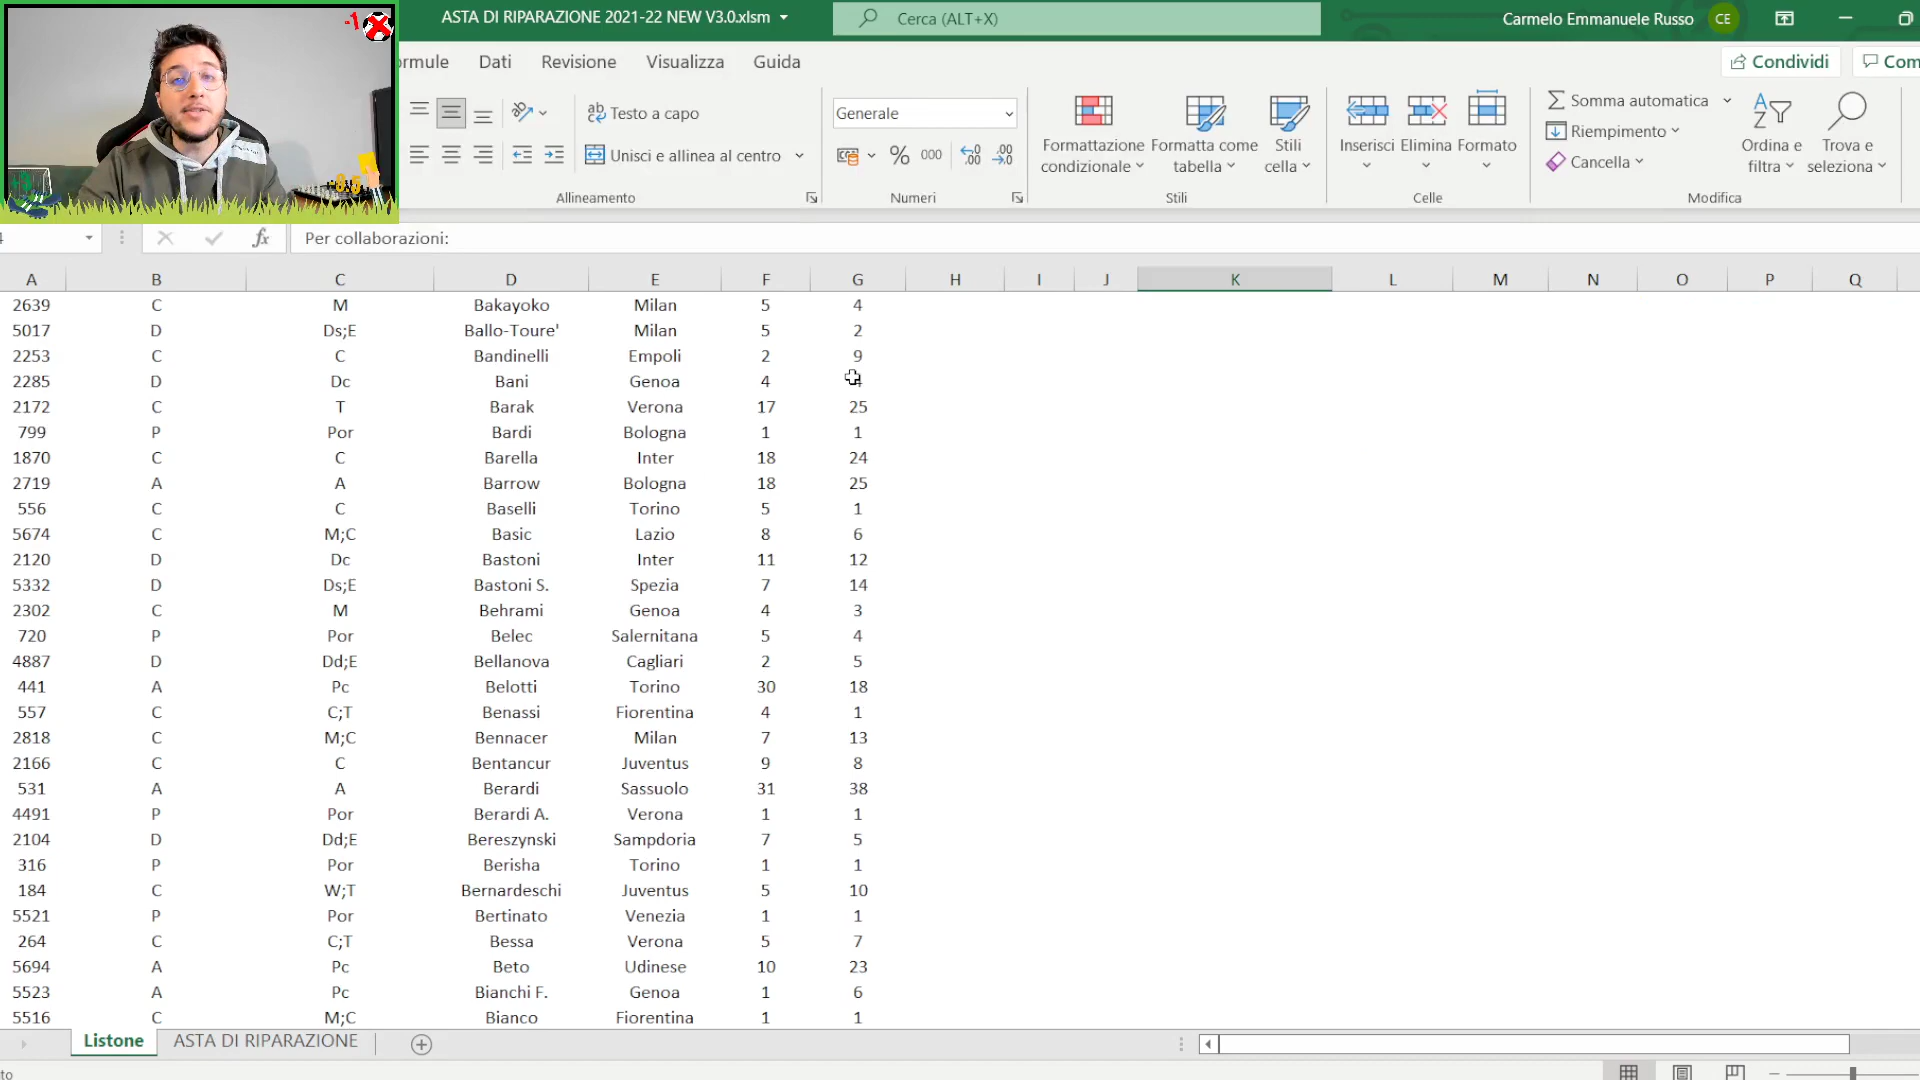 -1
+3
-0.5
ASTA DI RIPARAZIONE 2021-22 NEW V3.0.xlsm
Cerca (ALT+X)
Carmelo Emmanuele Russo
CE
Dati
Revisione
Visualizza
Guida
Condividi
Testo a capo
Unisci e allinea al centro
Allineamento
Generale
% 000
Numeri
Formattazione condizionale
Formatta come tabella
Stili cella
Stili
Inserisci
Elimina
Formato
Celle
Somma automatica
Riempimento
Cancella
Ordina e filtra
Trova e seleziona
Modifica
fx
Per collaborazioni:
A B C D E F G H I J K L M N O P Q
2639 C M Bakayoko Milan 5 4
5017 D Ds;E Ballo-Toure' Milan 5 2
2253 C C Bandinelli Empoli 2 9
2285 D Dc Bani Genoa 4
2172 C T Barak Verona 17 25
799 P Por Bardi Bologna 1 1
1870 C C Barella Inter 18 24
2719 A A Barrow Bologna 18 25
556 C C Baselli Torino 5 1
5674 C M;C Basic Lazio 8 6
2120 D Dc Bastoni Inter 11 12
5332 D Ds;E Bastoni S. Spezia 7 14
2302 C M Behrami Genoa 4 3
720 P Por Belec Salernitana 5 4
4887 D Dd;E Bellanova Cagliari 2 5
441 A Pc Belotti Torino 30 18
557 C C;T Benassi Fiorentina 4 1
2818 C M;C Bennacer Milan 7 13
2166 C C Bentancur Juventus 9 8
531 A A Berardi Sassuolo 31 38
4491 P Por Berardi A. Verona 1 1
2104 D Dd;E Bereszynski Sampdoria 7 5
316 P Por Berisha Torino 1 1
184 C W;T Bernardeschi Juventus 5 10
5521 P Por Bertinato Venezia 1 1
264 C C;T Bessa Verona 5 7
5694 A Pc Beto Udinese 10 23
5523 A Pc Bianchi F. Genoa 1 6
5516 C M;C Bianco Fiorentina 1 1
Listone
ASTA DI RIPARAZIONE